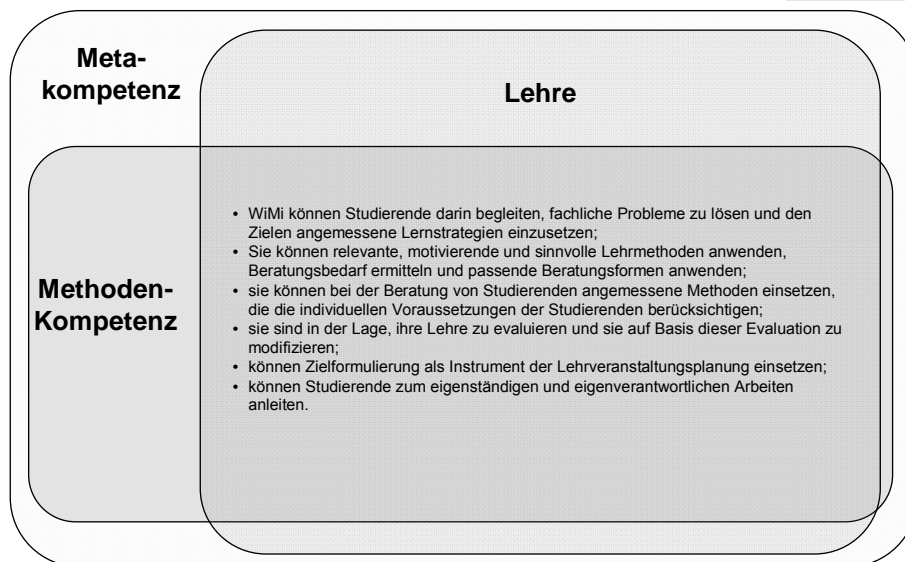 Meta-
kompetenz
Lehre
Methoden-
Kompetenz
• WiMi können Studierende darin begleiten, fachliche Probleme zu lösen und den
Zielen angemessene Lernstrategien einzusetzen;
• Sie können relevante, motivierende und sinnvolle Lehrmethoden anwenden,
Beratungsbedarf ermitteln und passende Beratungsformen anwenden;
• sie können bei der Beratung von Studierenden angemessene Methoden einsetzen,
die die individuellen Voraussetzungen der Studierenden berücksichtigen;
• sie sind in der Lage, ihre Lehre zu evaluieren und sie auf Basis dieser Evaluation zu
modifizieren;
• können Zielformulierung als Instrument der Lehrveranstaltungsplanung einsetzen;
• können Studierende zum eigenständigen und eigenverantwortlichen Arbeiten
anleiten.